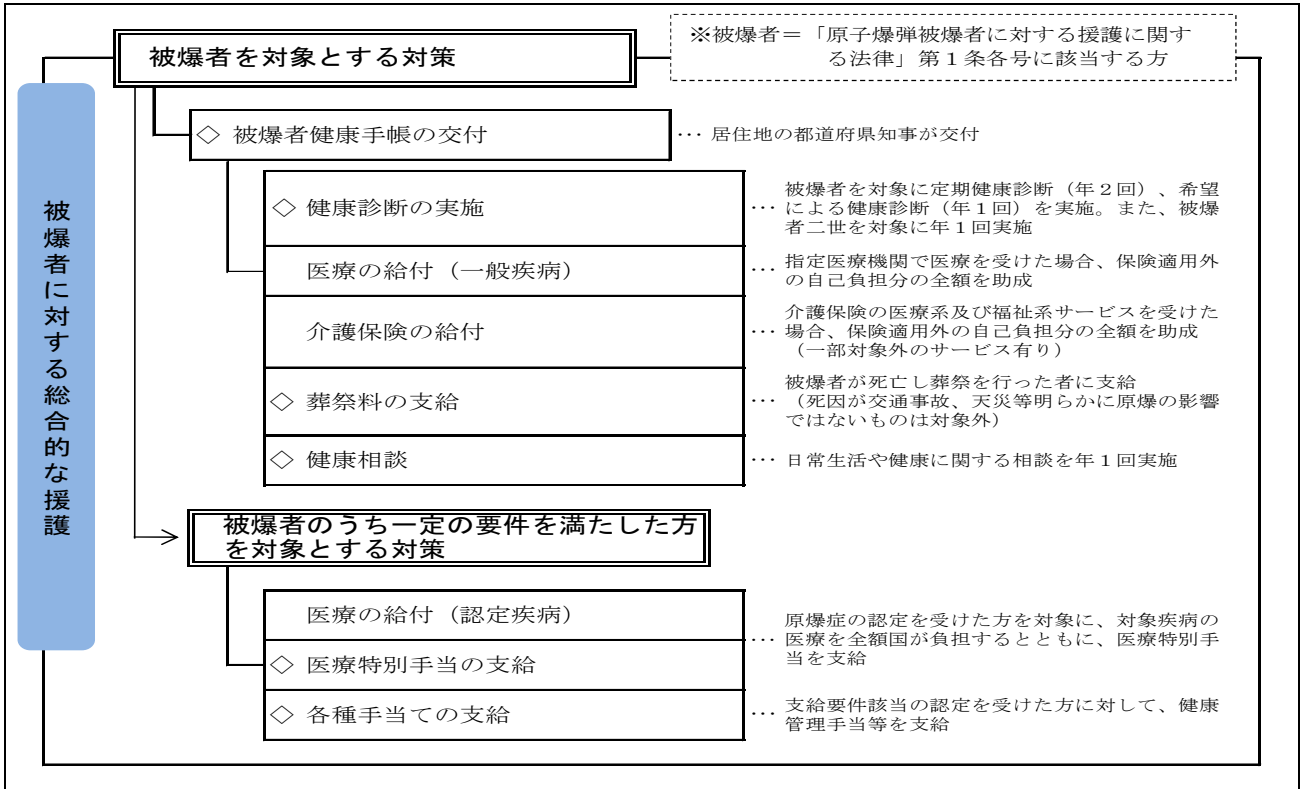 被爆者を対象とする対策
※被爆者＝「原子爆弾被爆者に対する援護に関す
る法律」第１条各号に該当する方
被爆者に対する総合的な援護
◇ 被爆者健康手帳の交付
… 居住地の都道府県知事が交付
◇ 健康診断の実施
被爆者を対象に定期健康診断（年２回）、希望
… による健康診断（年１回）を実施。また、被爆
者二世を対象に年１回実施
医療の給付（一般疾病）
… 指定医療機関で医療を受けた場合、保険適用外
の自己負担分の全額を助成
介護保険の給付
介護保険の医療系及び福祉系サービスを受けた
… 場合、保険適用外の自己負担分の全額を助成
（一部対象外のサービス有り）
◇ 葬祭料の支給
被爆者が死亡し葬祭を行った者に支給
… （死因が交通事故、天災等明らかに原爆の影響
ではないものは対象外）
◇ 健康相談
… 日常生活や健康に関する相談を年１回実施
被爆者のうち一定の要件を満たした方
を対象とする対策
医療の給付（認定疾病）
◇ 医療特別手当の支給
原爆症の認定を受けた方を対象に、対象疾病の
… 医療を全額国が負担するとともに、医療特別手
当を支給
◇ 各種手当ての支給
… 支給要件該当の認定を受けた方に対して、健康
管理手当等を支給